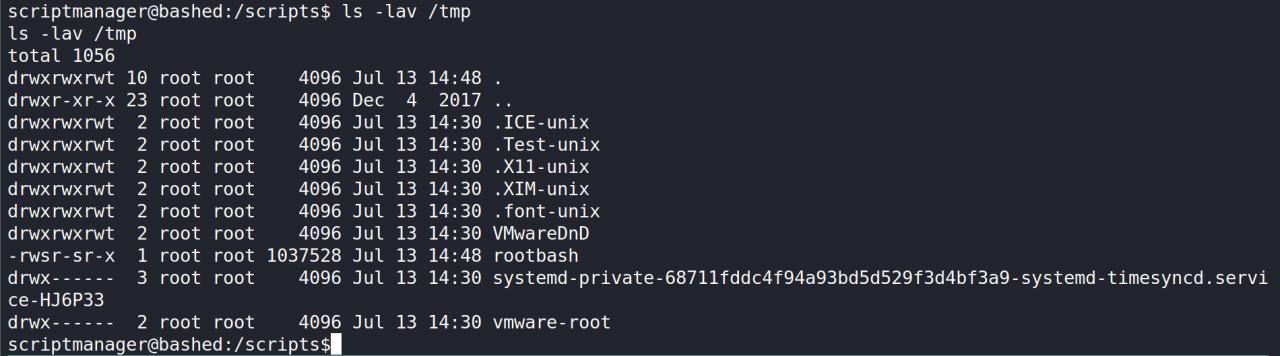 scriptmanager@bashed:/scripts$ ls -lav /tmp
ls -lav /tmp
total 1056
drwxrwxrwt 10 root root    4096 Jul 13 14:48 .
drwxr-xr-x 23 root root    4096 Dec  4  2017 ..
drwxrwxrwt  2 root root    4096 Jul 13 14:30 .ICE-unix
drwxrwxrwt  2 root root    4096 Jul 13 14:30 .Test-unix
drwxrwxrwt  2 root root    4096 Jul 13 14:30 .X11-unix
drwxrwxrwt  2 root root    4096 Jul 13 14:30 .XIM-unix
drwxrwxrwt  2 root root    4096 Jul 13 14:30 .font-unix
drwxrwxrwt  2 root root    4096 Jul 13 14:30 VMwareDnD
-rwsr-sr-x  1 root root 1037528 Jul 13 14:48 rootbash
drwx------  3 root root    4096 Jul 13 14:30 systemd-private-68711fddc4f94a93bd5d529f3d4bf3a9-systemd-timesyncd.servi
ce-HJ6P33
drwx------  2 root root    4096 Jul 13 14:30 vmware-root
scriptmanager@bashed:/scripts$